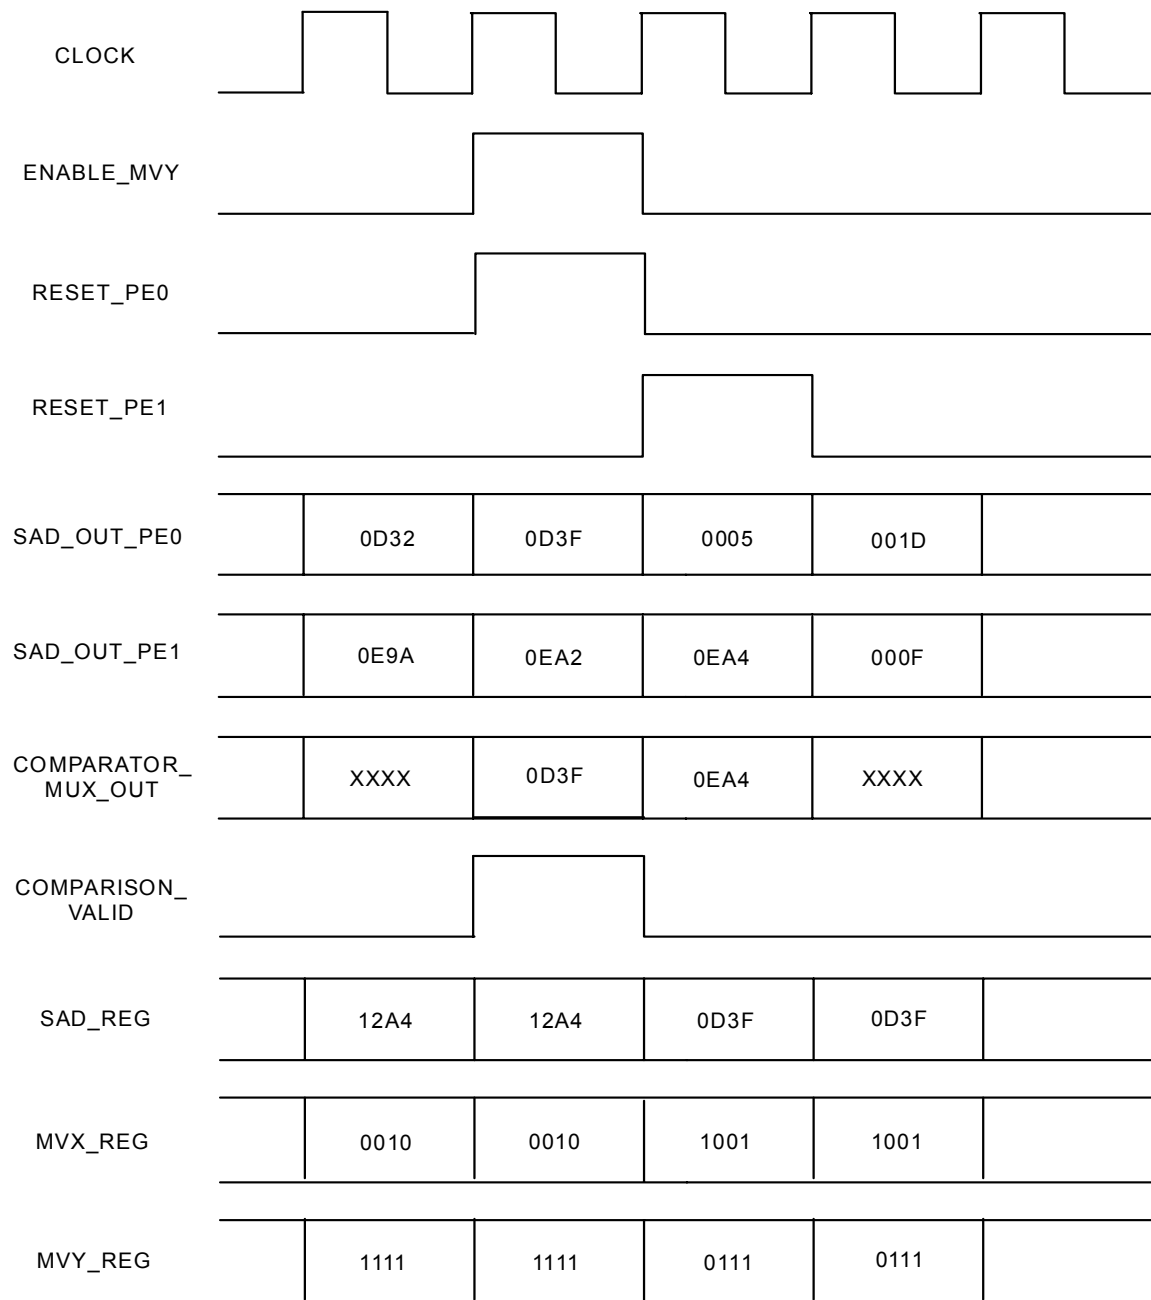 CLOCK
ENABLE_MVY
RESET_PE0
RESET_PE1
SAD_OUT_PE0 0D32 0D3F 0005 001D
SAD_OUT_PE1 0E9A 0EA2 0EA4 000F
COMPARATOR_
MUX_OUT XXXX 0D3F 0EA4 XXXX
COMPARISON_
VALID
SAD_REG 12A4 12A4 0D3F 0D3F
MVX_REG 0010 0010 1001 1001
MVY_REG 1111 1111 0111 0111